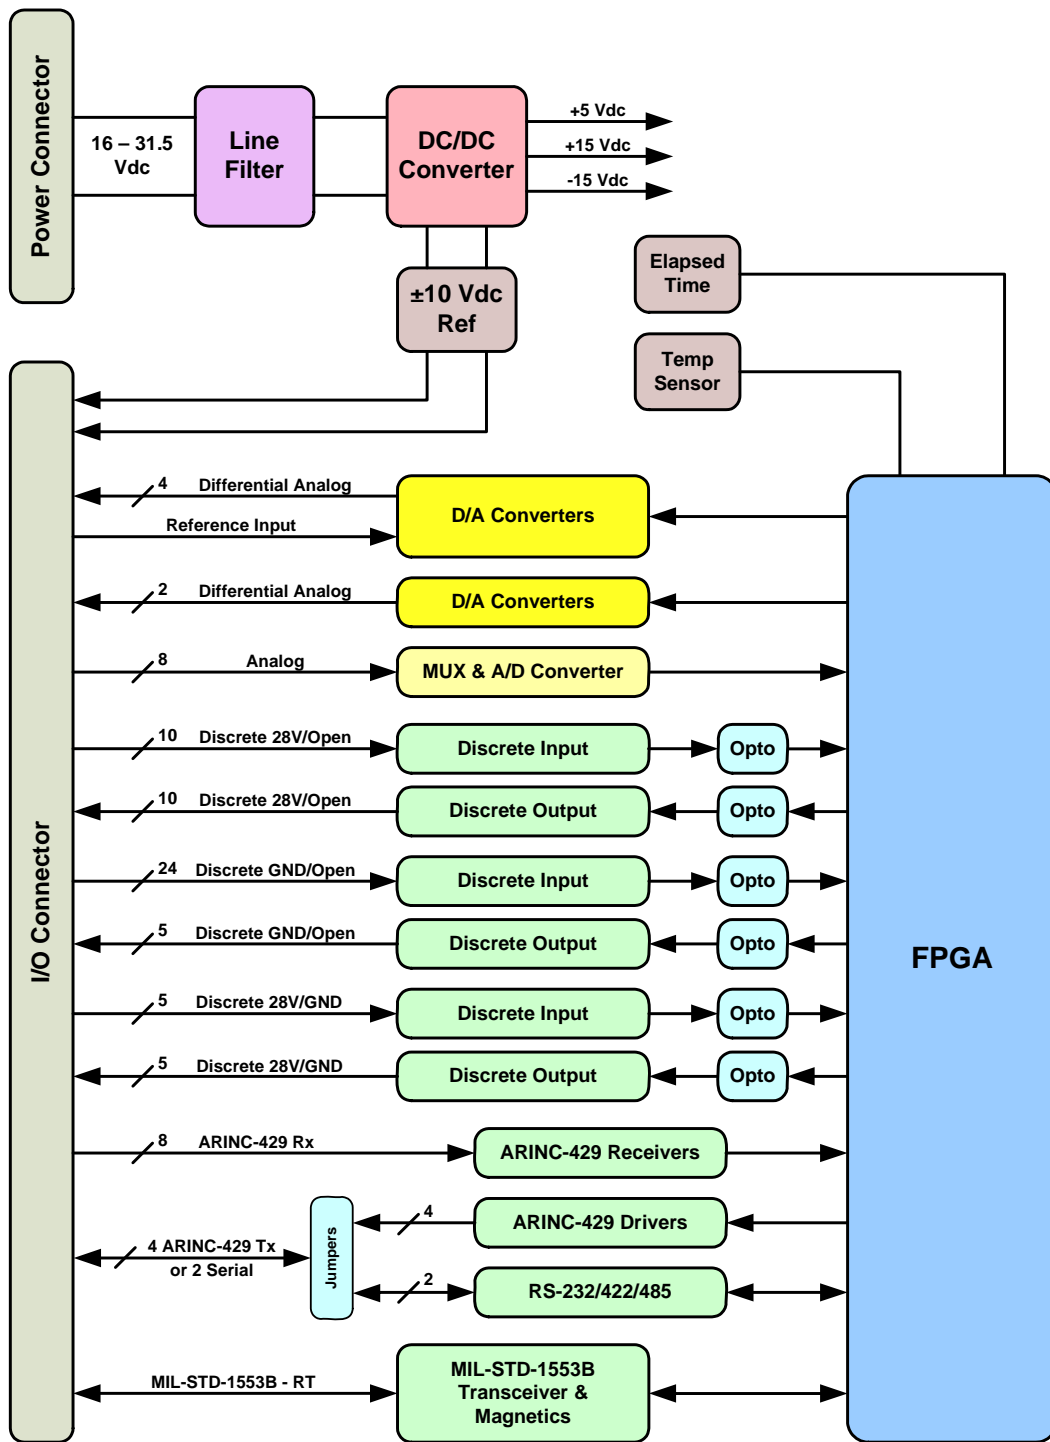 Power Connector
16 – 31.5
Vdc
Line
Filter
DC/DC
Converter
+5 Vdc
+15 Vdc
-15 Vdc
±10 Vdc
Ref
Elapsed
Time
Temp
Sensor
I/O Connector
FPGA
4 Differential Analog
Reference Input
D/A Converters
2 Differential Analog
D/A Converters
8 Analog
MUX & A/D Converter
10 Discrete 28V/Open
Discrete Input
Opto
10 Discrete 28V/Open
Discrete Output
Opto
24 Discrete GND/Open
Discrete Input
Opto
5 Discrete GND/Open
Discrete Output
Opto
5 Discrete 28V/GND
Discrete Input
Opto
5 Discrete 28V/GND
Discrete Output
Opto
8 ARINC-429 Rx
ARINC-429 Receivers
4 ARINC-429 Tx
or 2 Serial
Jumpers
4
ARINC-429 Drivers
2
RS-232/422/485
MIL-STD-1553B - RT
MIL-STD-1553B
Transceiver &
Magnetics